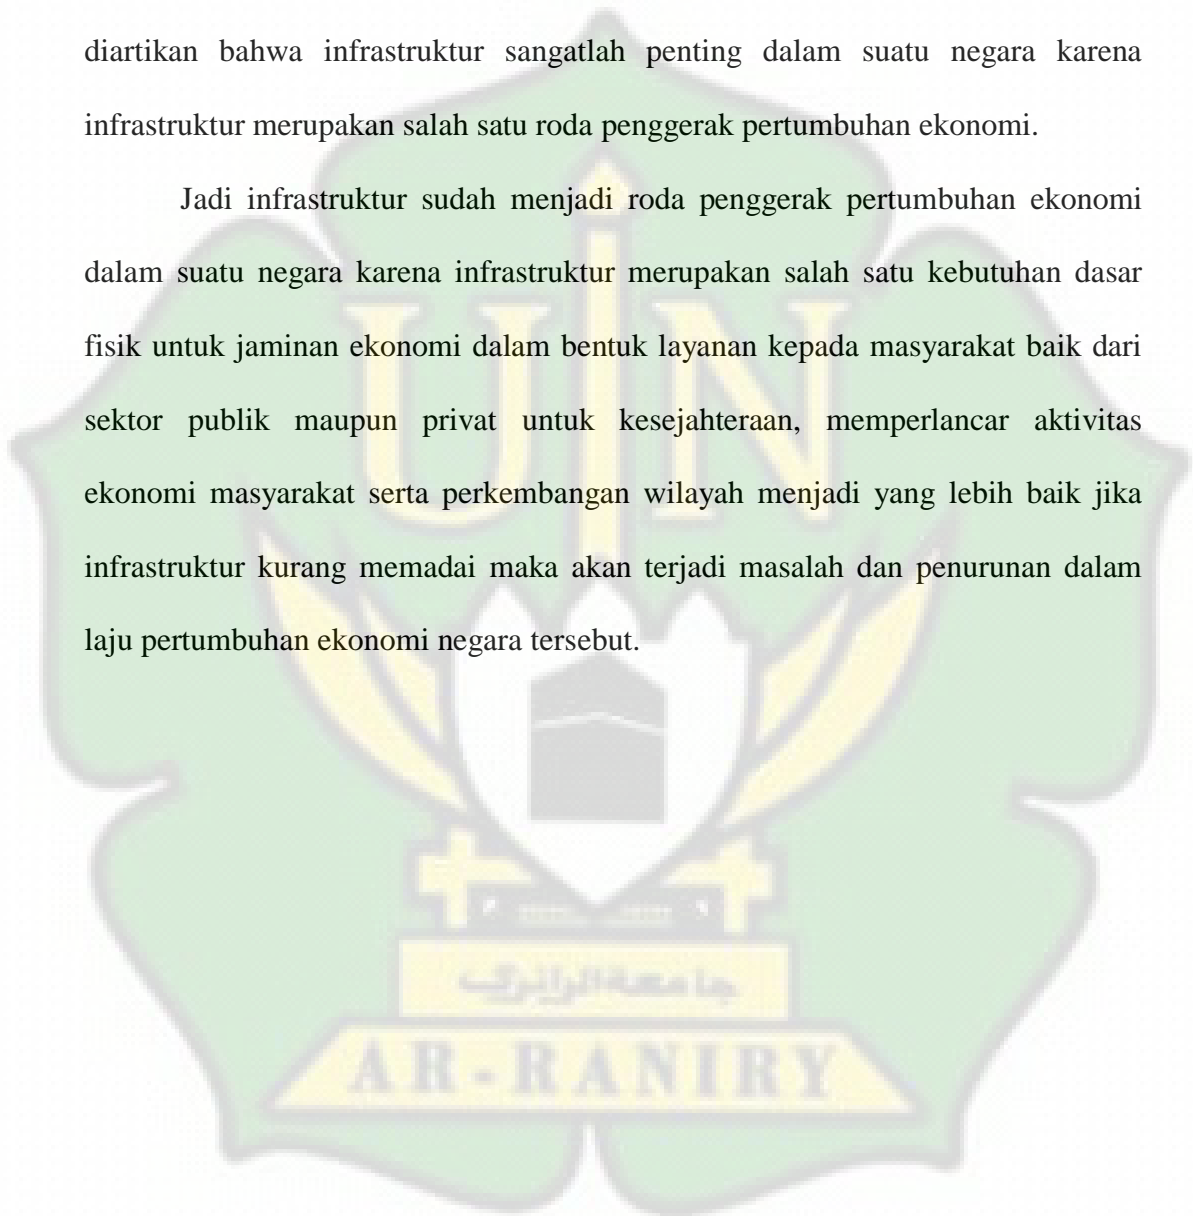 diartikan bahwa infrastruktur sangatlah penting dalam suatu negara karena
infrastruktur merupakan salah satu roda penggerak pertumbuhan ekonomi.
Jadi infrastruktur sudah menjadi roda penggerak pertumbuhan ekonomi
dalam suatu negara karena infrastruktur merupakan salah satu kebutuhan dasar
fisik untuk jaminan ekonomi dalam bentuk layanan kepada masyarakat baik dari
sektor publik maupun privat untuk kesejahteraan, memperlancar aktivitas
ekonomi masyarakat serta perkembangan wilayah menjadi yang lebih baik jika
infrastruktur kurang memadai maka akan terjadi masalah dan penurunan dalam
laju pertumbuhan ekonomi negara tersebut.
UIN
جامعة الرانري
AR-RANIRY